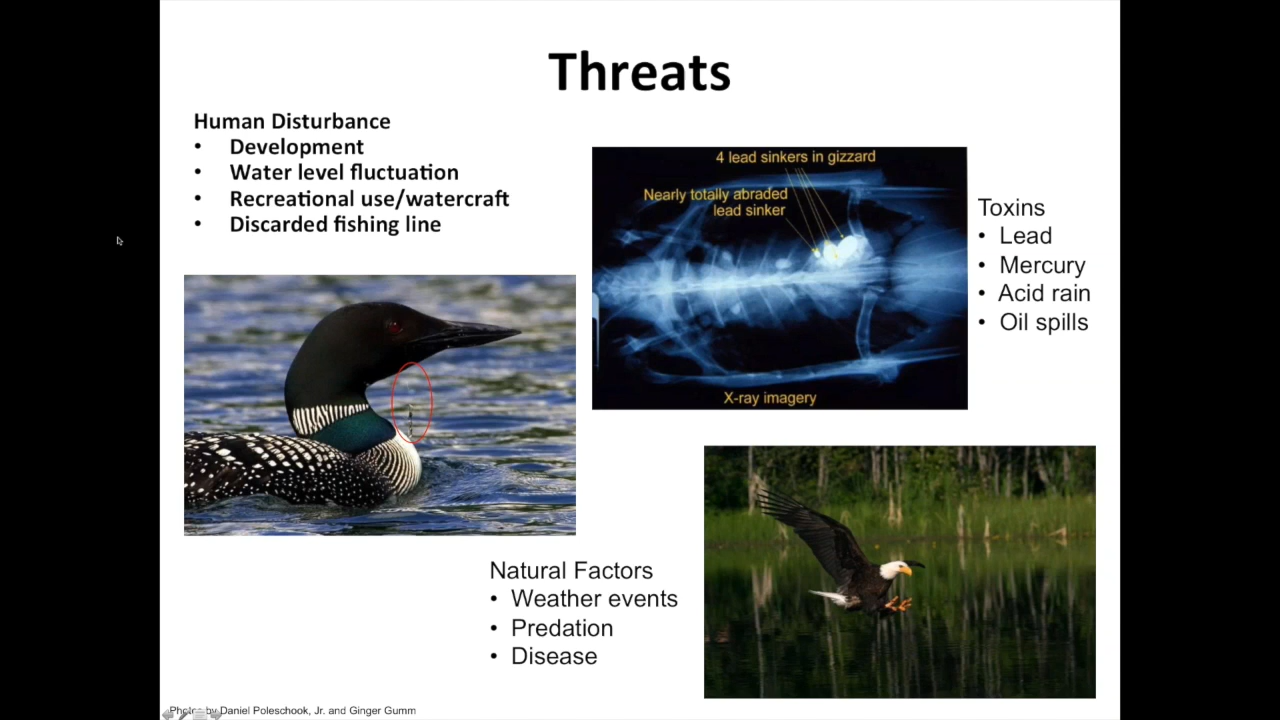 Threats
Human Disturbance
• Development
• Water level fluctuation
• Recreational use/watercraft
• Discarded fishing line
4 lead sinkers in gizzard
Nearly totally abraded
lead sinker
X-ray imagery
Toxins
• Lead
• Mercury
• Acid rain
• Oil spills
Natural Factors
• Weather events
• Predation
• Disease
Photos by Daniel Poleschook, Jr. and Ginger Gumm